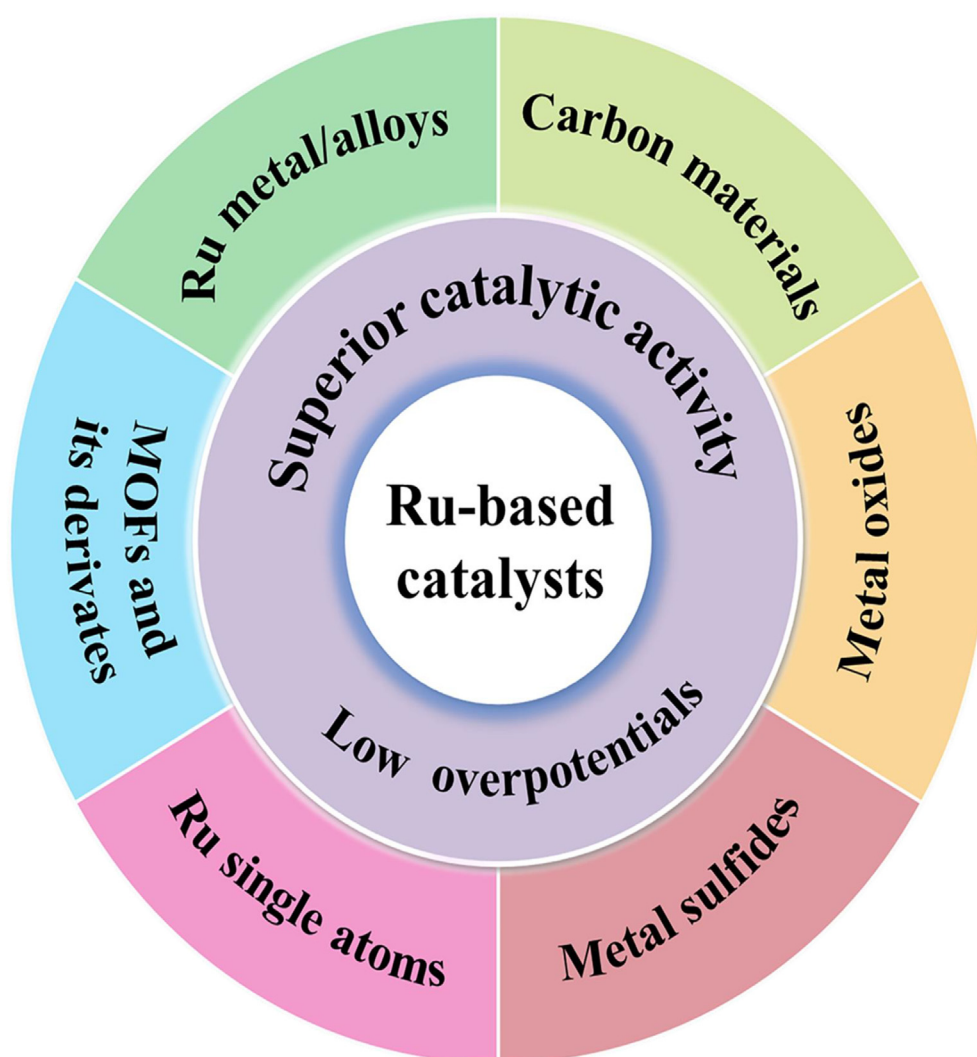 Ru metal/alloys
Carbon materials
Superior catalytic activity
MOFs and
its derivates
Ru-based
catalysts
Metal oxides
Low overpotentials
Ru single atoms
Metal sulfides